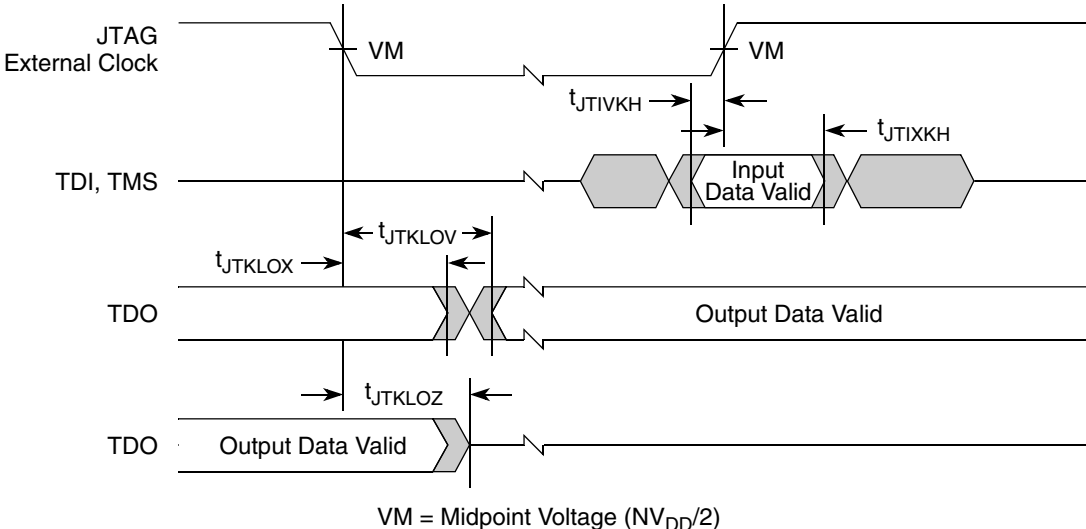 JTAG
External Clock
VM
VM
tJTIVKH
tJTIXKH
TDI, TMS
Input
Data Valid
tJTKLOV
tJTKLOX
TDO
Output Data Valid
tJTKLOZ
TDO
Output Data Valid
VM = Midpoint Voltage (NVDD/2)